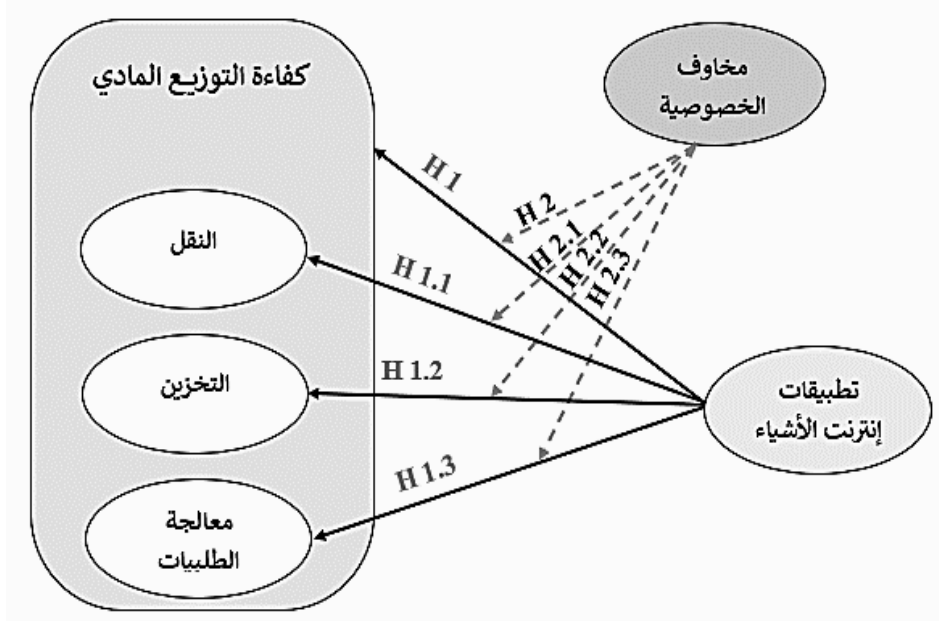 مخاوف
الخصوصية
كفاءة التوزيع المادي
H 1
H 2
H 2.1
H 2.2
H 2.3
النقل
H 1.1
التخزين
H 1.2
تطبيقات
إنترنت الأشياء
H 1.3
معالجة
الطلبيات